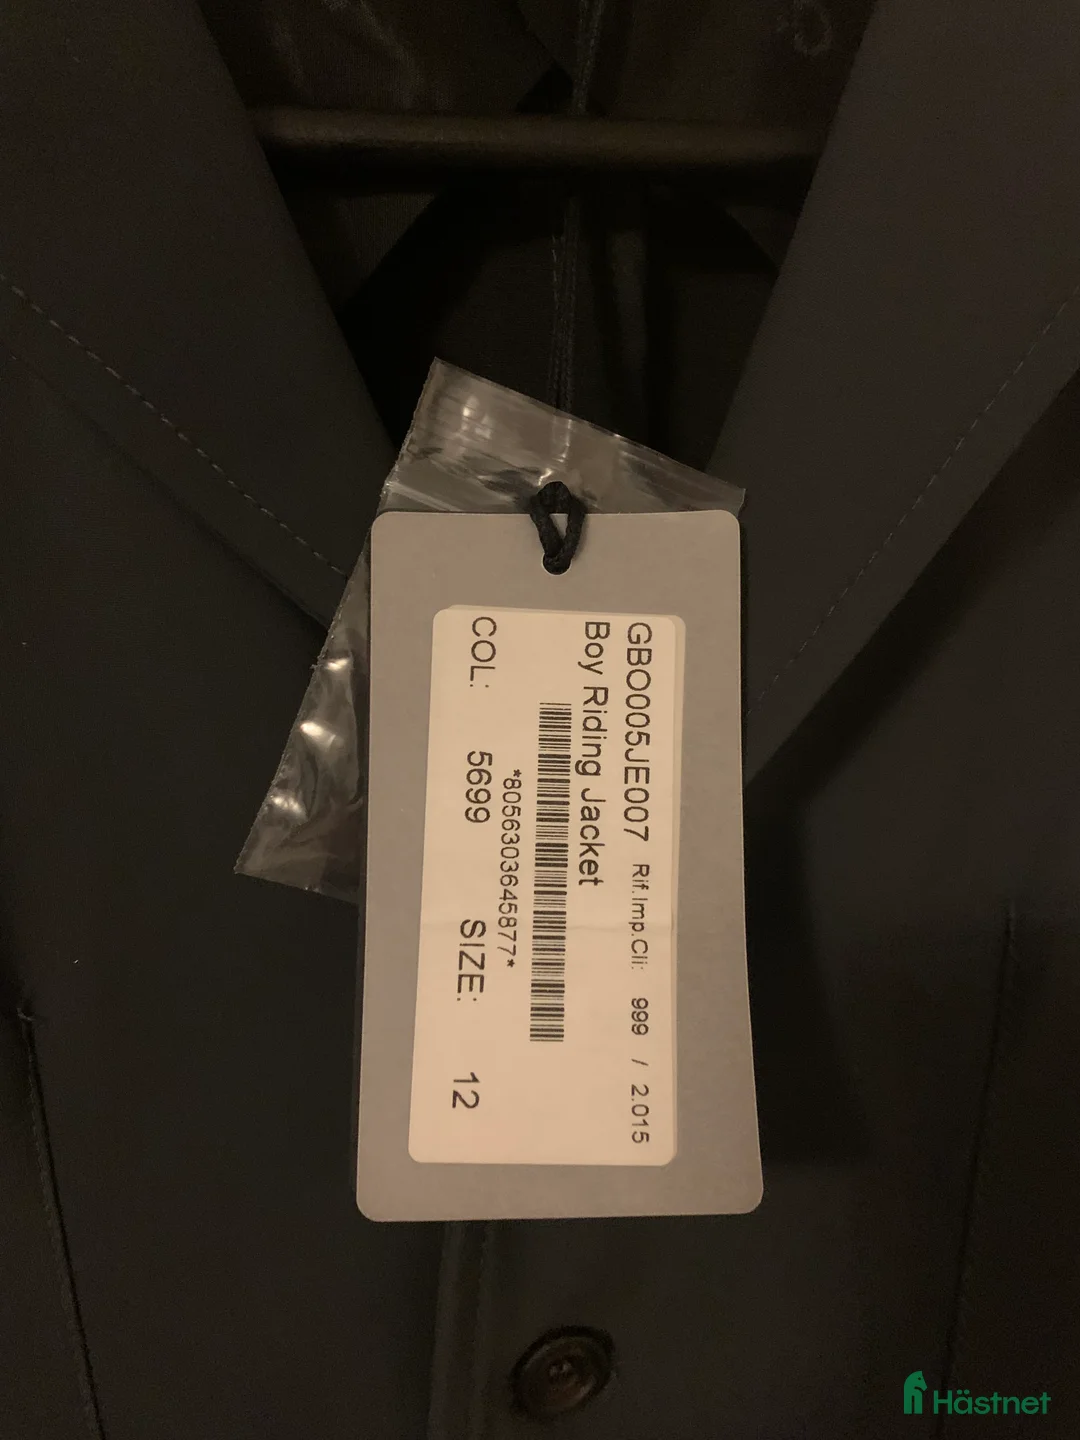 GBO005JE007 Rif.Imp.Cli: 999 / 2.015
Boy Riding Jacket
*8056303645877*
COL: 5699 SIZE: 12
Hästnet